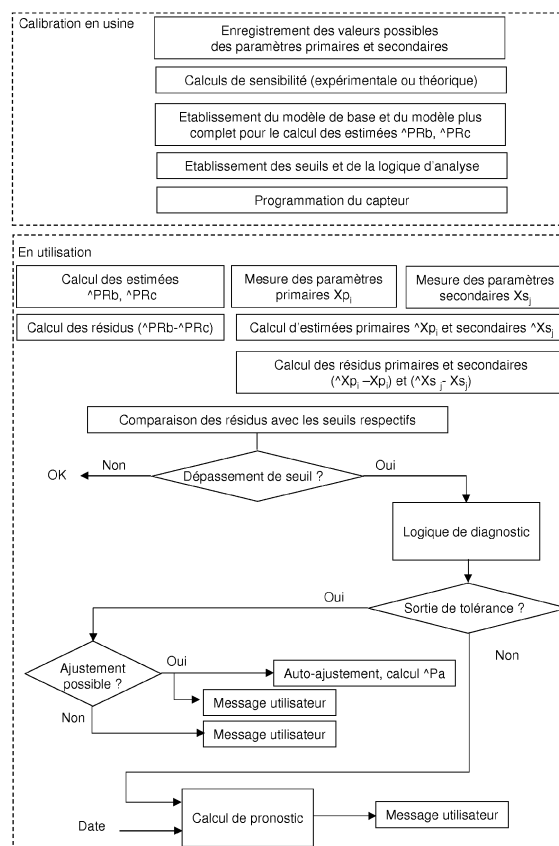 Calibration en usine
Enregistrement des valeurs possibles
des paramètres primaires et secondaires
Calculs de sensibilité (expérimentale ou théorique)
Etablissement du modèle de base et du modèle plus
complet pour le calcul des estimées ^PRb, ^PRc
Etablissement des seuils et de la logique d'analyse
Programmation du capteur
En utilisation
Calcul des estimées
^PRb, ^PRc
Mesure des paramètres
primaires Xpi
Mesure des paramètres
secondaires Xsj
Calcul des résidus (^PRb-^PRc)
Calcul d'estimées primaires ^Xpi et secondaires ^Xsj
Calcul des résidus primaires et secondaires
(^Xpi –Xpi) et (^Xs j- Xsj)
Comparaison des résidus avec les seuils respectifs
OK
Non
Dépassement de seuil ?
Oui
Logique de diagnostic
Oui
Sortie de tolérance ?
Non
Ajustement
possible ?
Oui
Auto-ajustement, calcul ^Pa
Message utilisateur
Non
Message utilisateur
Date
Calcul de pronostic
Message utilisateur